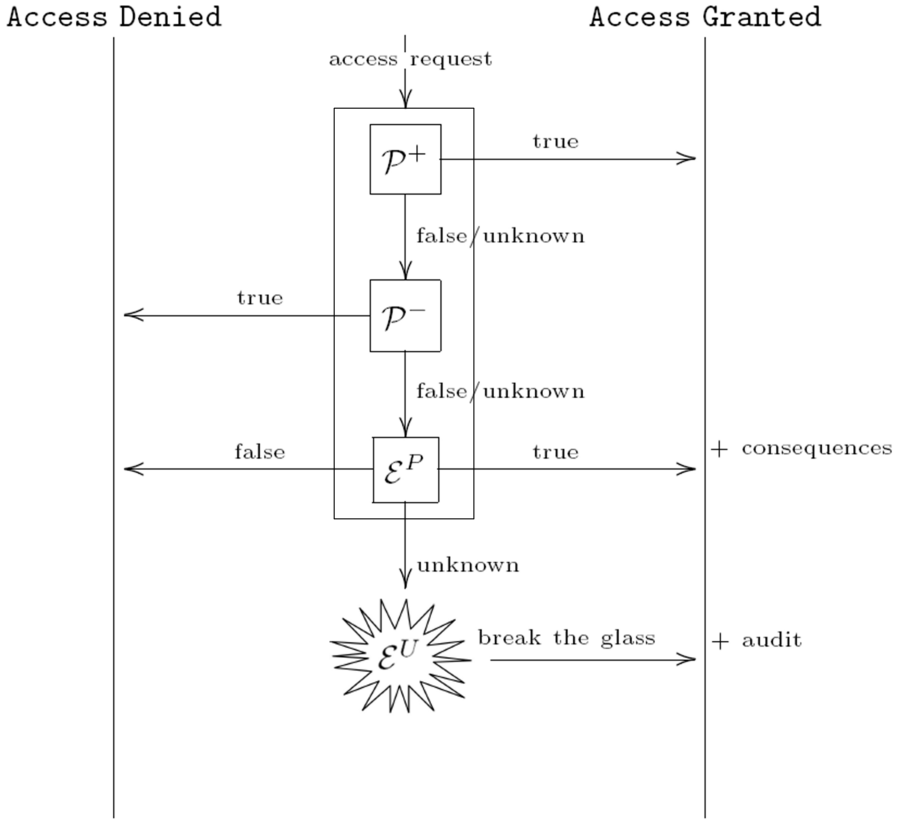 Access Denied Access Granted
access request
𝒫⁺
true
false/unknown
true
𝒫⁻
false/unknown
false
ℰᴾ
true
+ consequences
unknown
ℰᵁ
break the glass
+ audit